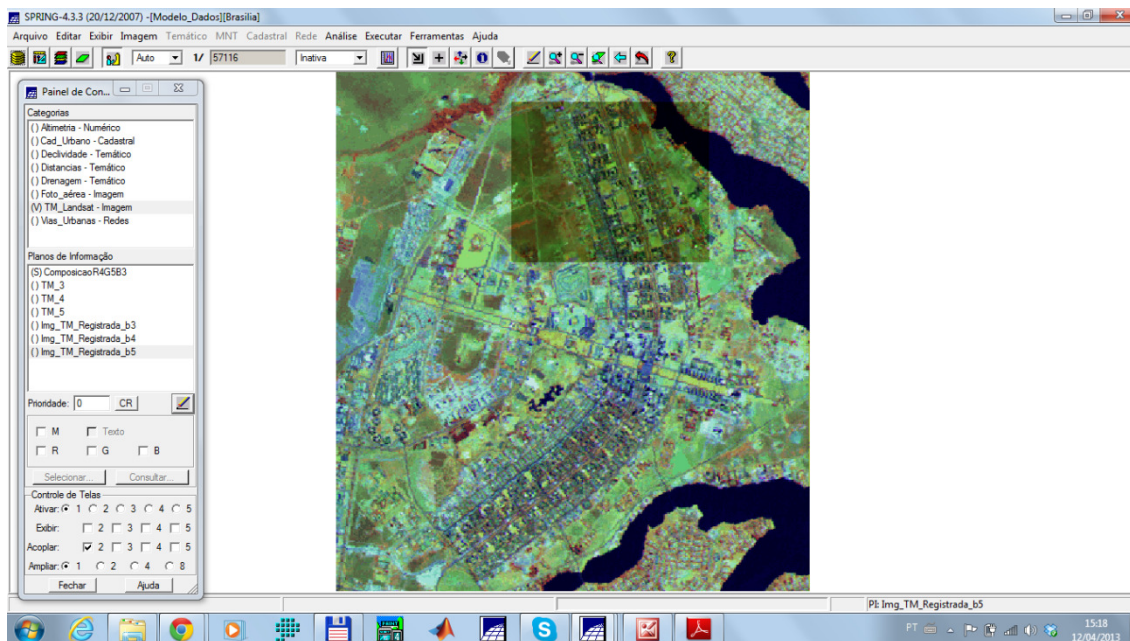 SPRING-4.3.3 (20/12/2007) -[Modelo_Dados][Brasilia]
Arquivo Editar Exibir Imagem Temático MNT Cadastral Rede Análise Executar Ferramentas Ajuda
Auto 1/ 57116 Inativa
Painel de Con...
Categorias
() Altimetria - Numérico
() Cad_Urbano - Cadastral
() Declividade - Temático
() Distancias - Temático
() Drenagem - Temático
() Foto_aérea - Imagem
(V) TM_Landsat - Imagem
() Vias_Urbanas - Redes
Planos de Informação
(S) ComposicaoR4G5B3
() TM_3
() TM_4
() TM_5
() Img_TM_Registrada_b3
() Img_TM_Registrada_b4
() Img_TM_Registrada_b5
Prioridade: 0 CR
M Texto
R G B
Selecionar... Consultar...
Controle de Telas
Ativar: 1 2 3 4 5
Exibir: 2 3 4 5
Acoplar: 2 3 4 5
Ampliar: 1 2 4 8
Fechar Ajuda
PI: Img_TM_Registrada_b5
PT 15:18
12/04/2013